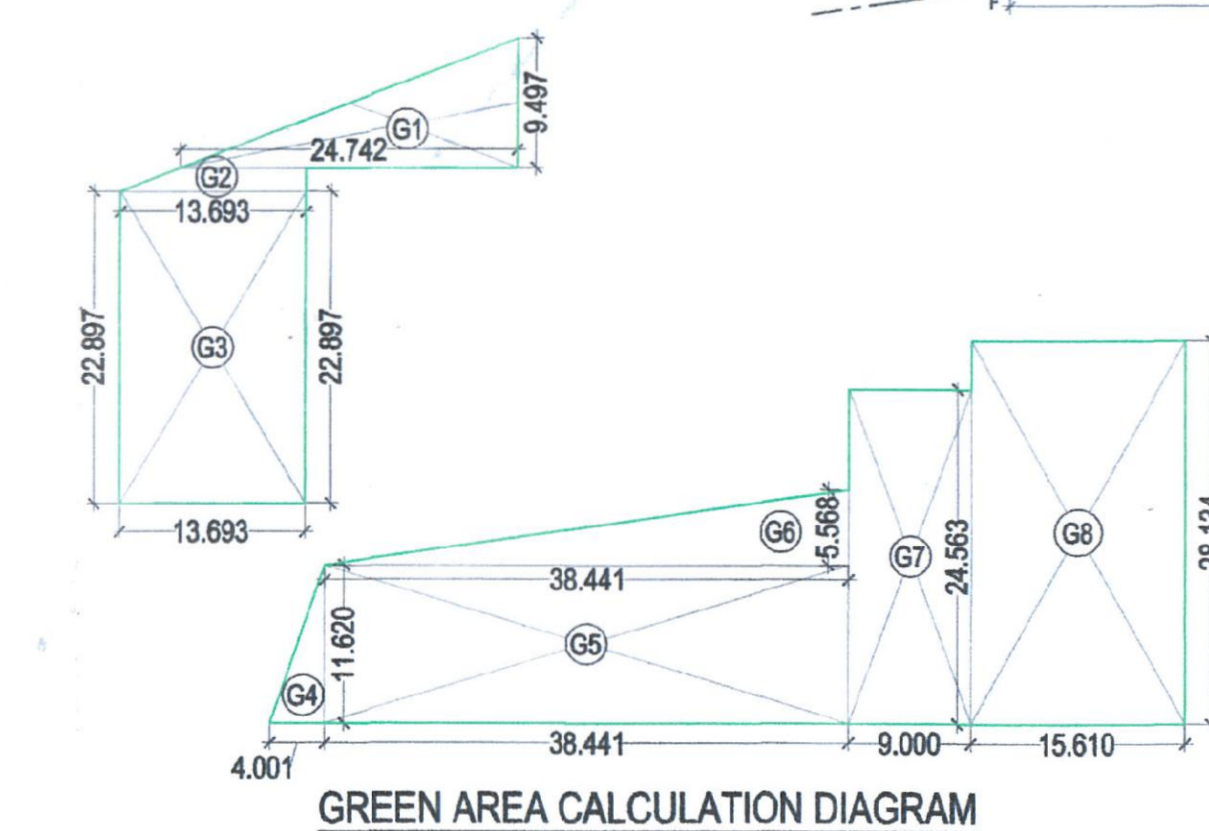 F
9.497
G1
24.742
G2
13.693
22.897
22.897
G3
13.693
G6
5.568
38.441
G7
24.563
G8
11.620
G5
G4
38.441
9.000
15.610
4.001
GREEN AREA CALCULATION DIAGRAM